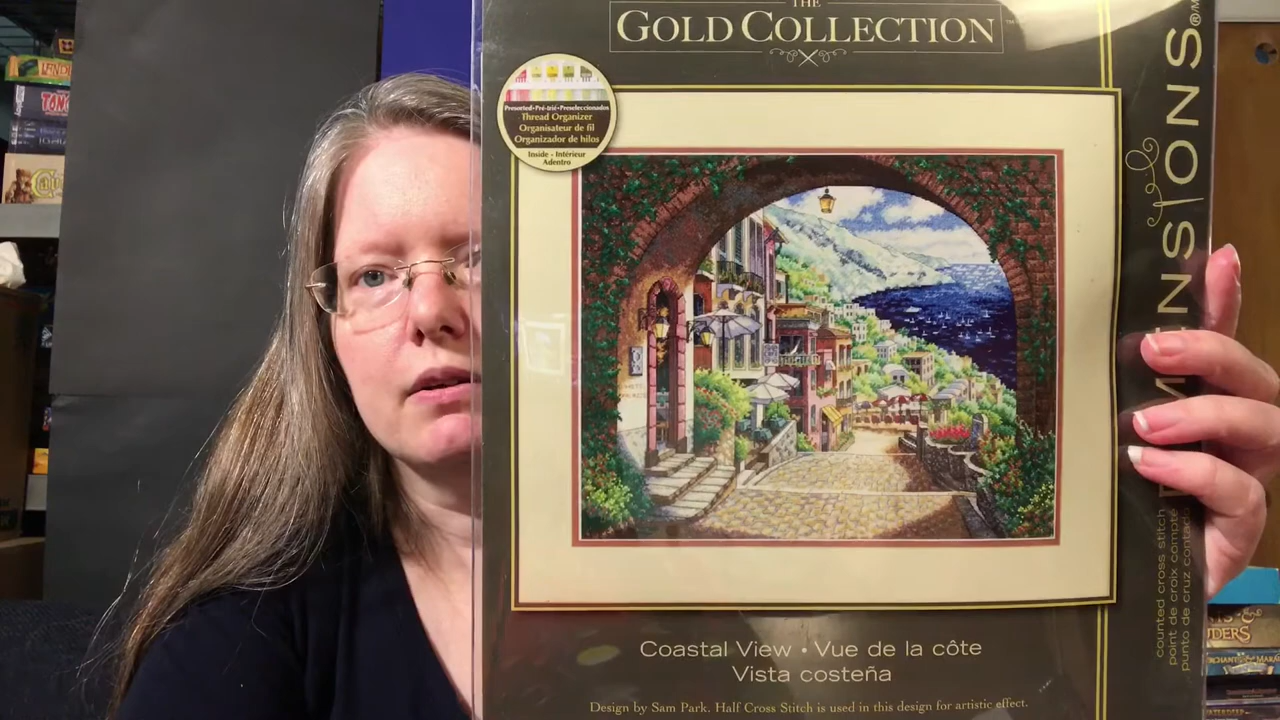 THE
GOLD COLLECTION
Presorted•Pré-trié•Preseleccionados
Thread Organizer
Organisateur de fil
Organizador de hilos
Inside - Intérieur
Adentro
Coastal View • Vue de la côte
Vista costeña
Design by Sam Park. Half Cross Stitch is used in this design for artistic effect.
DIMENSIONS®
counted cross stitch
point de croix compté
punto de cruz contado